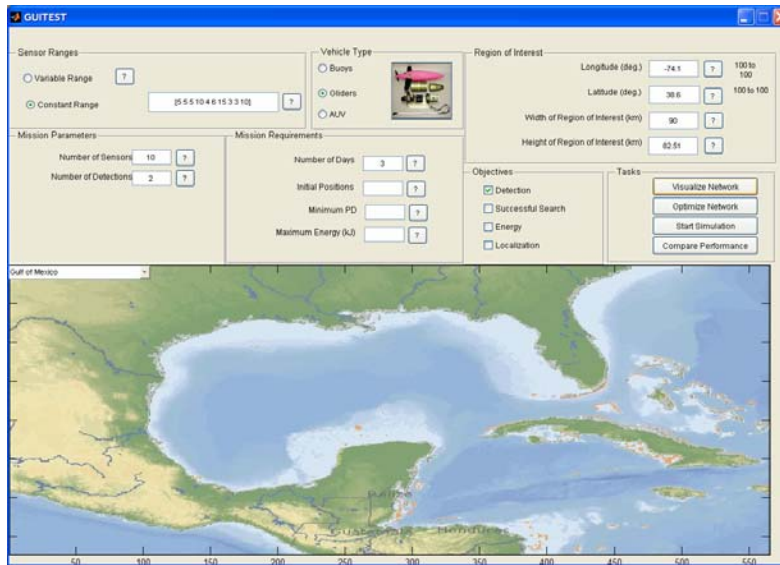 GUITEST
Sensor Ranges
Variable Range ?
Constant Range [5 5 5 10 4 6 15 3 3 10] ?
Vehicle Type
Buoys
Gliders
AUV
Region of Interest
Longitude (deg.) -74.1 ? 100 to 100
Latitude (deg.) 38.6 ? 100 to 100
Width of Region of Interest (km) 90 ?
Height of Region of Interest (km) 82.51 ?
Mission Parameters
Number of Sensors 10 ?
Number of Detections 2 ?
Mission Requirements
Number of Days 3 ?
Initial Positions ?
Minimum PD ?
Maximum Energy (kJ) ?
Objectives
Detection
Successful Search
Energy
Localization
Tasks
Visualize Network
Optimize Network
Start Simulation
Compare Performance
Gulf of Mexico
Guatemala Honduras
50 100 150 200 250 300 350 400 450 500 550